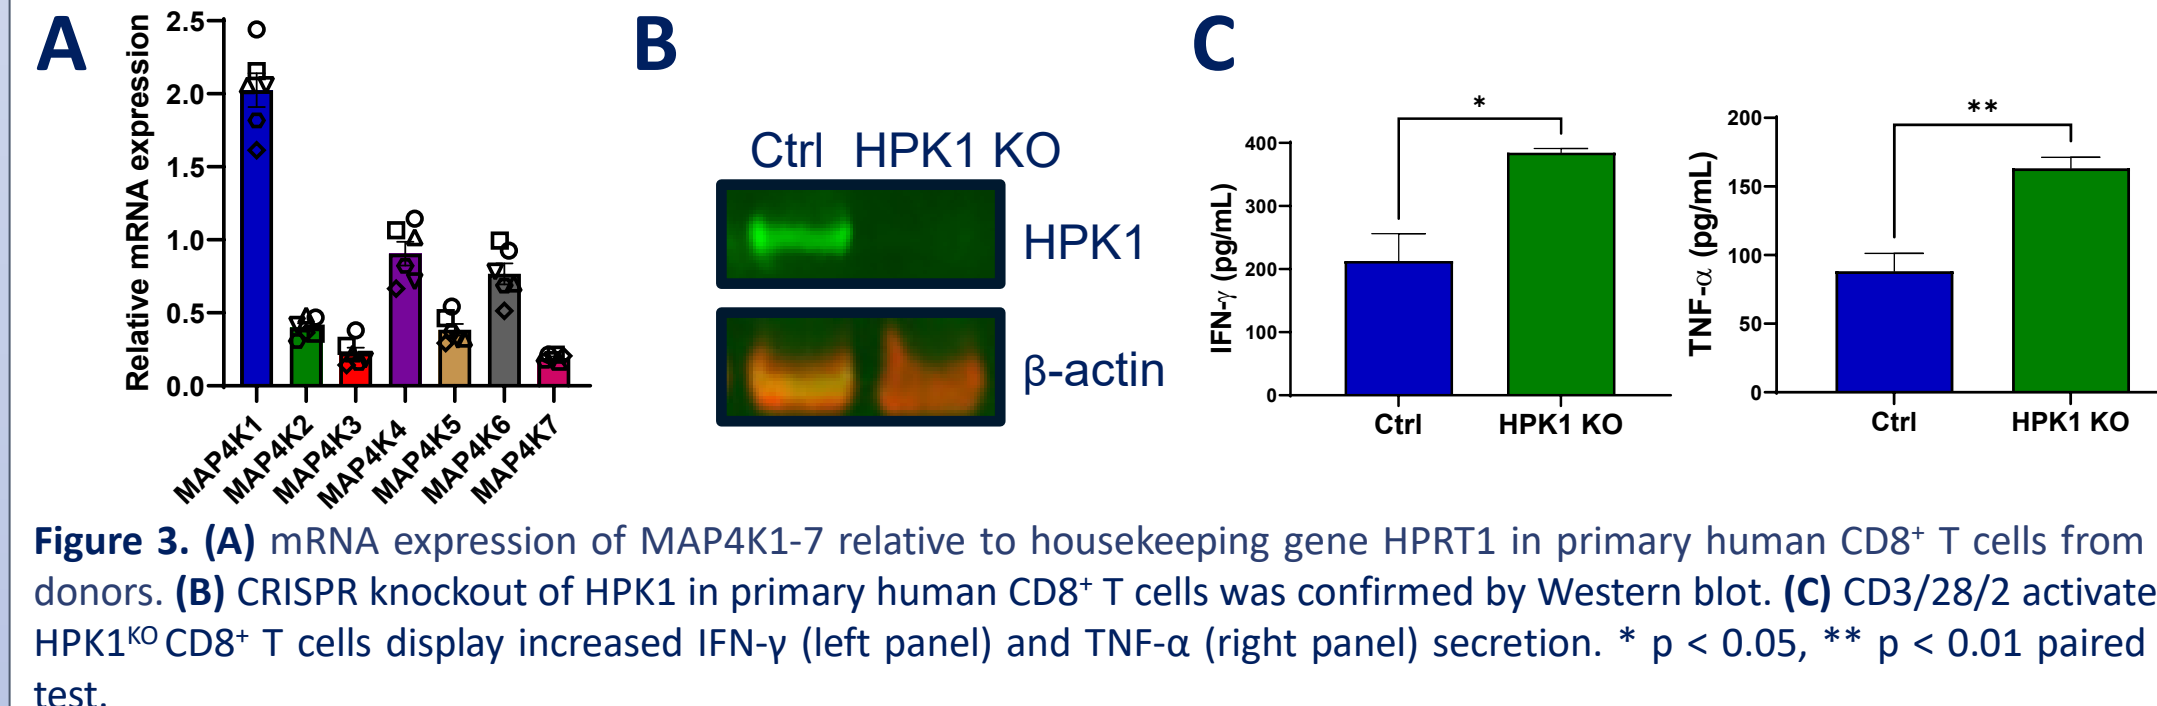 A
Relative mRNA expression
2.5
2.0
1.5
1.0
0.5
0.0
MAP4K1
MAP4K2
MAP4K3
MAP4K4
MAP4K5
MAP4K6
MAP4K7
B
Ctrl HPK1 KO
HPK1
β-actin
C
*
IFN-γ (pg/mL)
400
300
200
100
0
Ctrl HPK1 KO
**
TNF-α (pg/mL)
200
150
100
50
0
Ctrl HPK1 KO
Figure 3. (A) mRNA expression of MAP4K1-7 relative to housekeeping gene HPRT1 in primary human CD8⁺ T cells from
donors. (B) CRISPR knockout of HPK1 in primary human CD8⁺ T cells was confirmed by Western blot. (C) CD3/28/2 activate
HPK1ᴷᴼ CD8⁺ T cells display increased IFN-γ (left panel) and TNF-α (right panel) secretion. * p < 0.05, ** p < 0.01 paired
test.